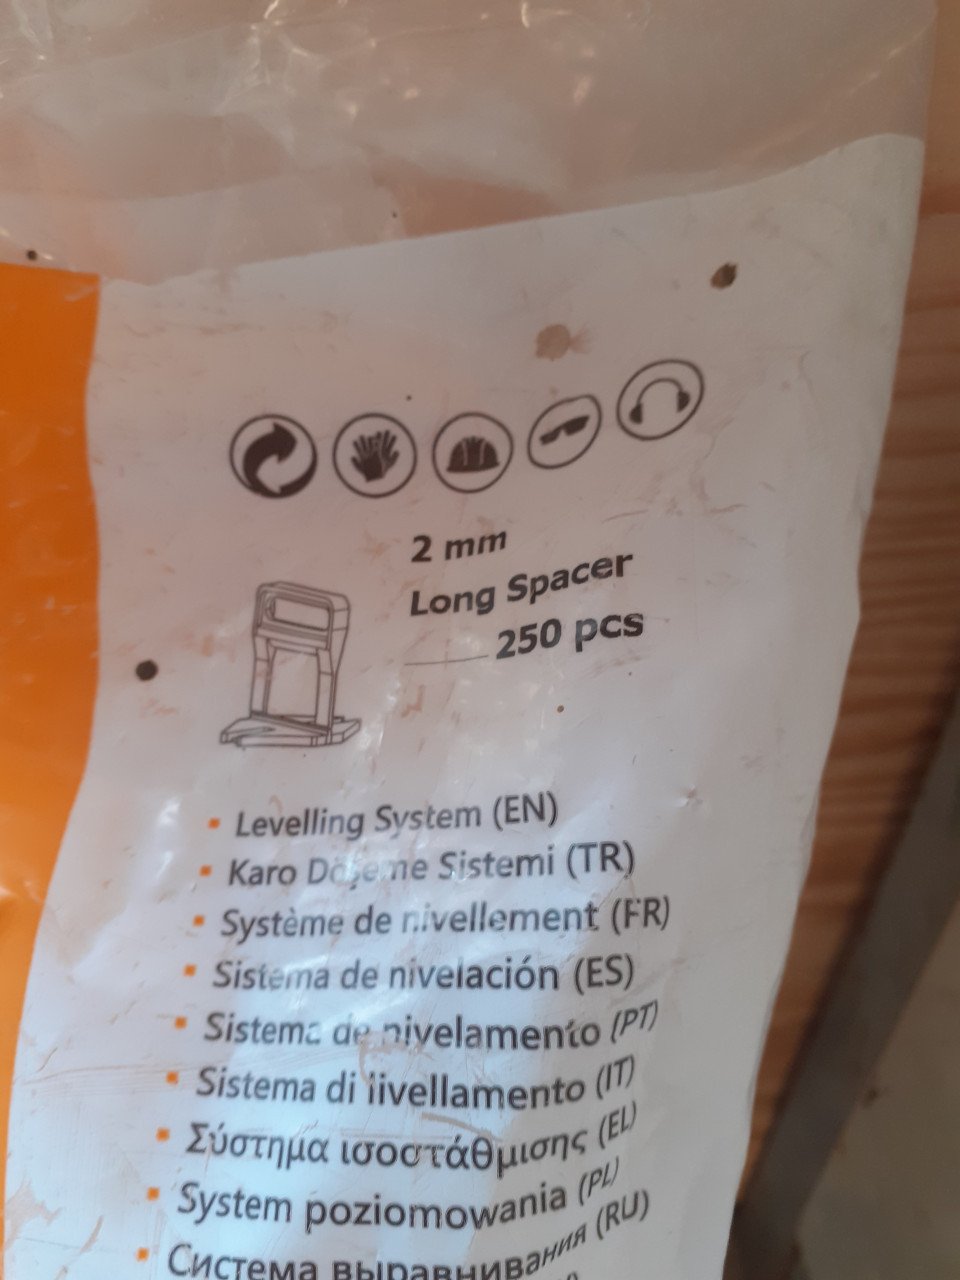 2 mm
Long Spacer
250 pcs
Levelling System (EN)
Karo Döşeme Sistemi (TR)
Système de nivellement (FR)
Sistema de nivelación (ES)
Sistema de nivelamento (PT)
Sistema di livellamento (IT)
Σύστημα ισοστάθμισης (EL)
System poziomowania (PL)
Система выравнивания (RU)